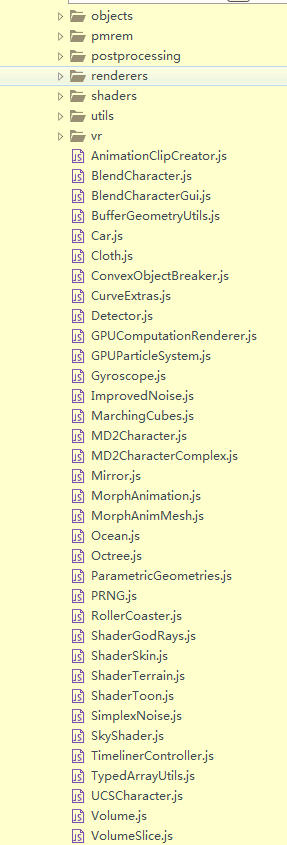 objects
pmrem
postprocessing
renderers
shaders
utils
vr
AnimationClipCreator.js
BlendCharacter.js
BlendCharacterGui.js
BufferGeometryUtils.js
Car.js
Cloth.js
ConvexObjectBreaker.js
CurveExtras.js
Detector.js
GPUComputationRenderer.js
GPUParticleSystem.js
Gyroscope.js
ImprovedNoise.js
MarchingCubes.js
MD2Character.js
MD2CharacterComplex.js
Mirror.js
MorphAnimation.js
MorphAnimMesh.js
Ocean.js
Octree.js
ParametricGeometries.js
PRNG.js
RollerCoaster.js
ShaderGodRays.js
ShaderSkin.js
ShaderTerrain.js
ShaderToon.js
SimplexNoise.js
SkyShader.js
TimelinerController.js
TypedArrayUtils.js
UCSCharacter.js
Volume.js
VolumeSlice.js